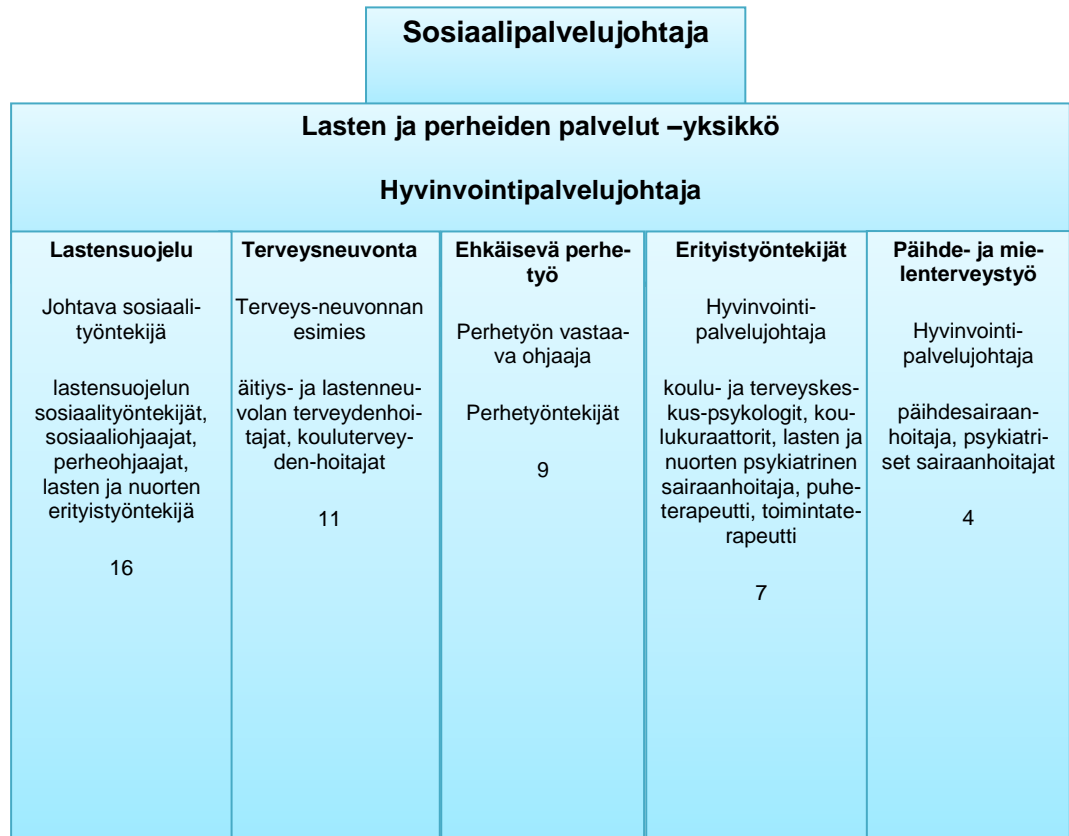 Sosiaalipalvelujohtaja
Lasten ja perheiden palvelut –yksikkö
Hyvinvointipalvelujohtaja
Lastensuojelu
Johtava sosiaali-
työntekijä
lastensuojelun
sosiaalityöntekijät,
sosiaaliohjaajat,
perheohjaajat,
lasten ja nuorten
erityistyöntekijä
16
Terveysneuvonta
Terveys-neuvonnan
esimies
äitiys- ja lastenneu-
volan terveydenhoi-
tajat, koulutervey-
den-hoitajat
11
Ehkäisevä perhe-
työ
Perhetyön vastaa-
va ohjaaja
Perhetyöntekijät
9
Erityistyöntekijät
Hyvinvointi-
palvelujohtaja
koulu- ja terveyskes-
kus-psykologit, kou-
lukuraattorit, lasten ja
nuorten psykiatrinen
sairaanhoitaja, puhe-
terapeutti, toimintate-
rapeutti
7
Päihde- ja mie-
lenterveystyö
Hyvinvointi-
palvelujohtaja
päihdesairaan-
hoitaja, psykiatri-
set sairaanhoitajat
4